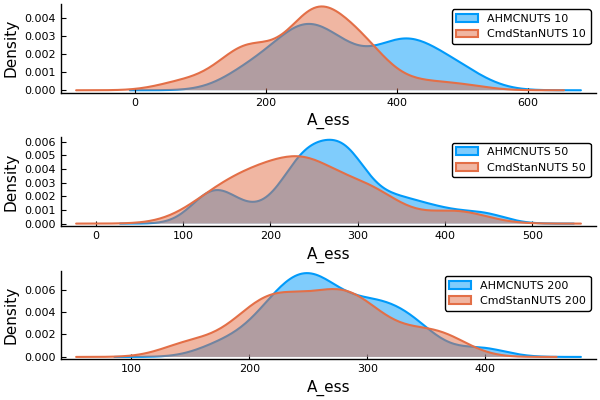 Density
0.004
0.003
0.002
0.001
0.000
AHMCNUTS 10
CmdStanNUTS 10
0 200 400 600
A_ess
Density
0.006
0.005
0.004
0.003
0.002
0.001
0.000
AHMCNUTS 50
CmdStanNUTS 50
0 100 200 300 400 500
A_ess
Density
0.006
0.004
0.002
0.000
AHMCNUTS 200
CmdStanNUTS 200
100 200 300 400
A_ess